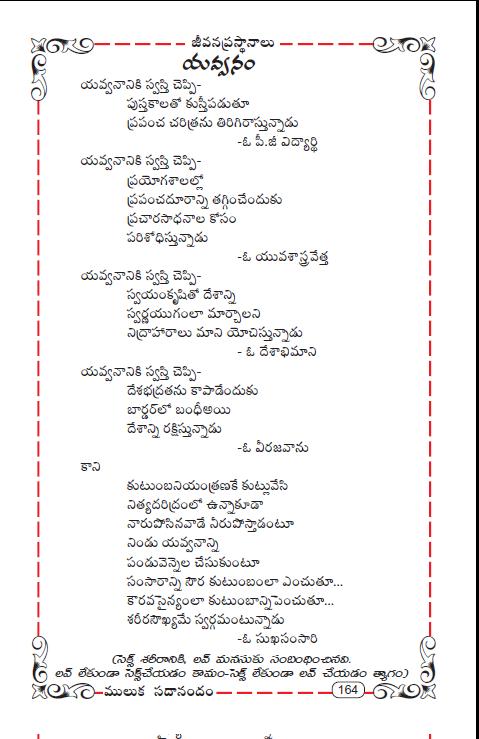 జీవనప్రస్థానాలు
యవ్వనం
యవ్వనానికి స్వస్తి చెప్పి-
పుస్తకాలతో కుస్తీపడుతూ
ప్రపంచ చరిత్రను తిరిగిరాస్తున్నాడు
-ఓ పి.జీ విద్యార్థి
యవ్వనానికి స్వస్తి చెప్పి-
ప్రయోగశాలల్లో
ప్రపంచదూరాన్ని తగ్గించేందుకు
ప్రచారసాధనాల కోసం
పరిశోధిస్తున్నాడు
-ఓ యువశాస్త్రవేత్త
యవ్వనానికి స్వస్తి చెప్పి-
స్వయంకృషితో దేశాన్ని
స్వర్ణయుగంలా మార్చాలని
నిద్రాహారాలు మాని యోచిస్తున్నాడు
- ఓ దేశాభిమాని
యవ్వనానికి స్వస్తి చెప్పి-
దేశభద్రతను కాపాడేందుకు
బార్డర్‌లో బంధీఅయి
దేశాన్ని రక్షిస్తున్నాడు
-ఓ వీరజవాను
కాని
కుటుంబనియంత్రణకే కుట్లువేసి
నిత్యదరిద్రంలో ఉన్నాకూడా
నారుపోసినవాడే నీరుపోస్తాడంటూ
నిండు యవ్వనాన్ని
పండువెన్నెల చేసుకుంటూ
సంసారాన్ని సౌర కుటుంబంలా ఎంచుతూ...
కౌరవసైన్యంలా కుటుంబాన్నిపెంచుతూ...
శరీరసౌఖ్యమే స్వర్గమంటున్నాడు
-ఓ సుఖసంసారి
(సెక్స్ శరీరానికి, లవ్ మనసుకు సంబంధించినవి.
లవ్ లేకుండా సెక్స్‌చేయడం కామం-సెక్స్ లేకుండా లవ్ చేయడం త్యాగం)
ములుక సదానందం
164